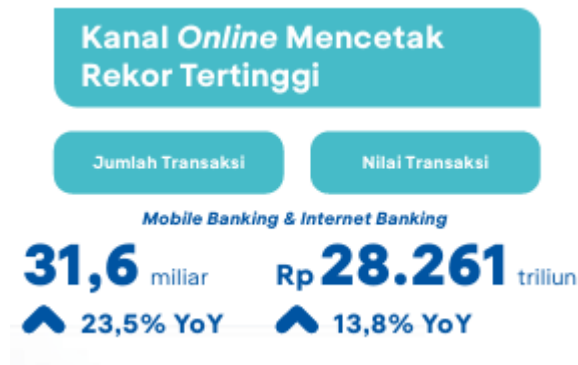 Kanal Online Mencetak
Rekor Tertinggi
Jumlah Transaksi
Nilai Transaksi
Mobile Banking & Internet Banking
31,6 miliar
Rp 28.261 triliun
23,5% YoY
13,8% YoY